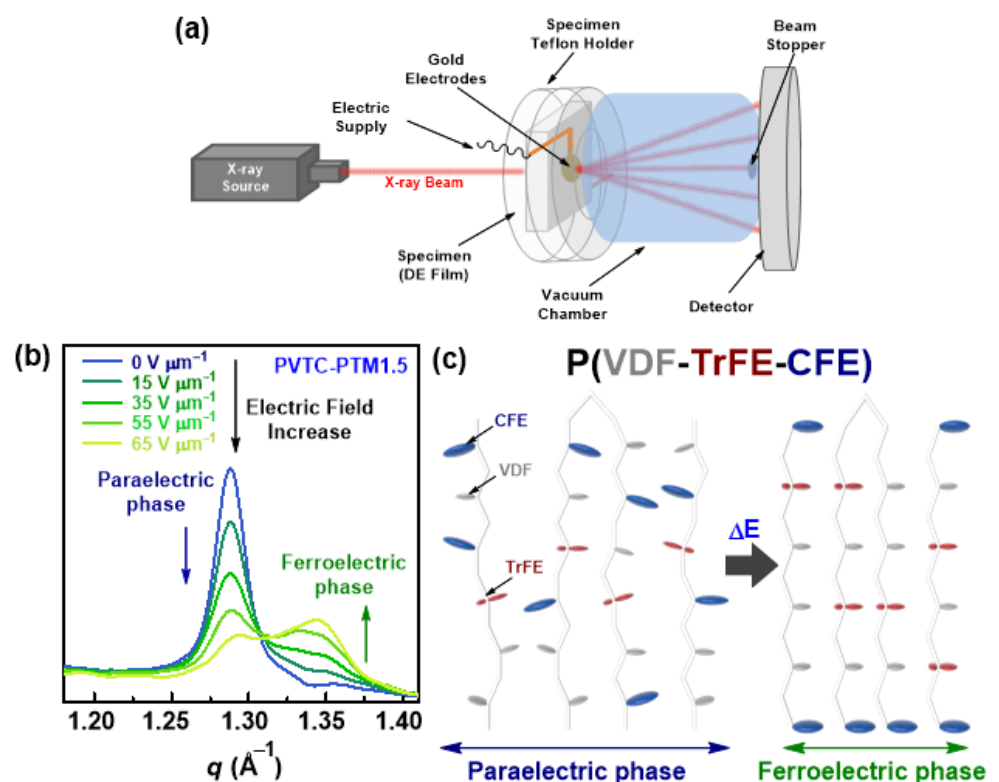 (a)
Specimen
Teflon Holder
Beam
Stopper
Gold
Electrodes
Electric
Supply
X-ray
Source
X-ray Beam
Specimen
(DE Film)
Vacuum
Chamber
Detector
(b)
0 V μm⁻¹
15 V μm⁻¹
35 V μm⁻¹
55 V μm⁻¹
65 V μm⁻¹
PVTC-PTM1.5
Electric Field
Increase
Paraelectric
phase
Ferroelectric
phase
1.20 1.25 1.30 1.35 1.40
q (Å⁻¹)
(c)
P(VDF-TrFE-CFE)
CFE
VDF
TrFE
ΔE
Paraelectric phase
Ferroelectric phase